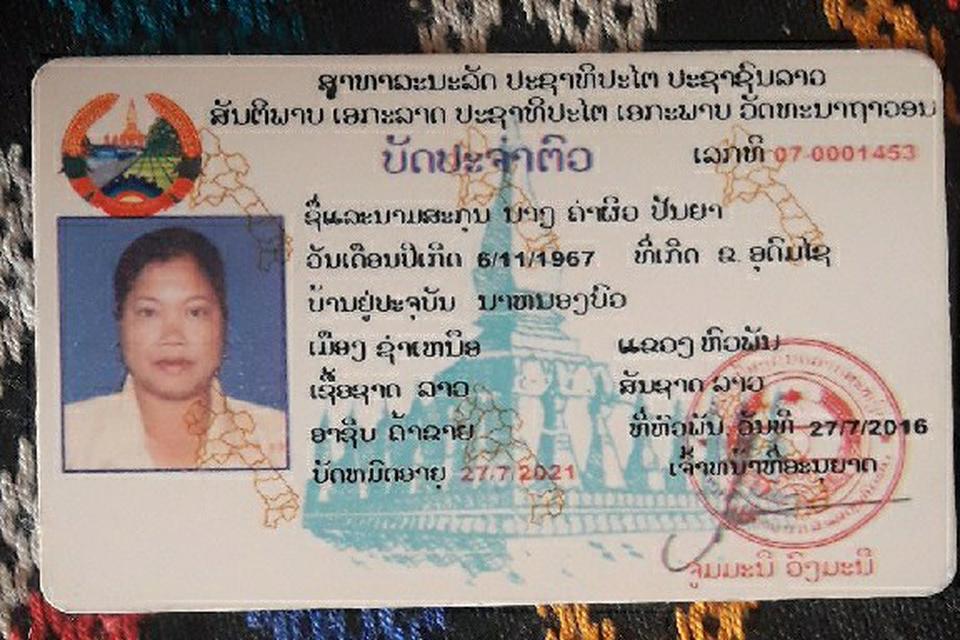 ສາທາລະນະລັດ ປະຊາທິປະໄຕ ປະຊາຊົນລາວ
ສັນຕິພາບ ເອກະລາດ ປະຊາທິປະໄຕ ເອກະພາບ ວັດທະນາຖາວອນ
ບັດປະຈຳຕົວ
ເລກທີ 07-0001453
ຊື່ແລະນາມສະກຸນ ນາງ ຄຳຜິວ ປັນຍາ
ວັນເດືອນປີເກີດ 6/11/1967 ທີ່ເກີດ ຂ. ອຸດົມໄຊ
ບ້ານຢູ່ປະຈຸບັນ ນາຫນອງບົວ
ເມືອງ ຊຳເຫນືອ ແຂວງ ຫົວພັນ
ເຊື້ອຊາດ ລາວ ສັນຊາດ ລາວ
ອາຊີບ ຄ້າຂາຍ ທີ່ຫົວພັນ ວັນທີ 27/7/2016
ບັດຫມົດອາຍຸ 27.7.2021 ເຈົ້າຫນ້າທີ່ອະນຸຍາດ
ຈູມມະນີ ວົງມະນີ